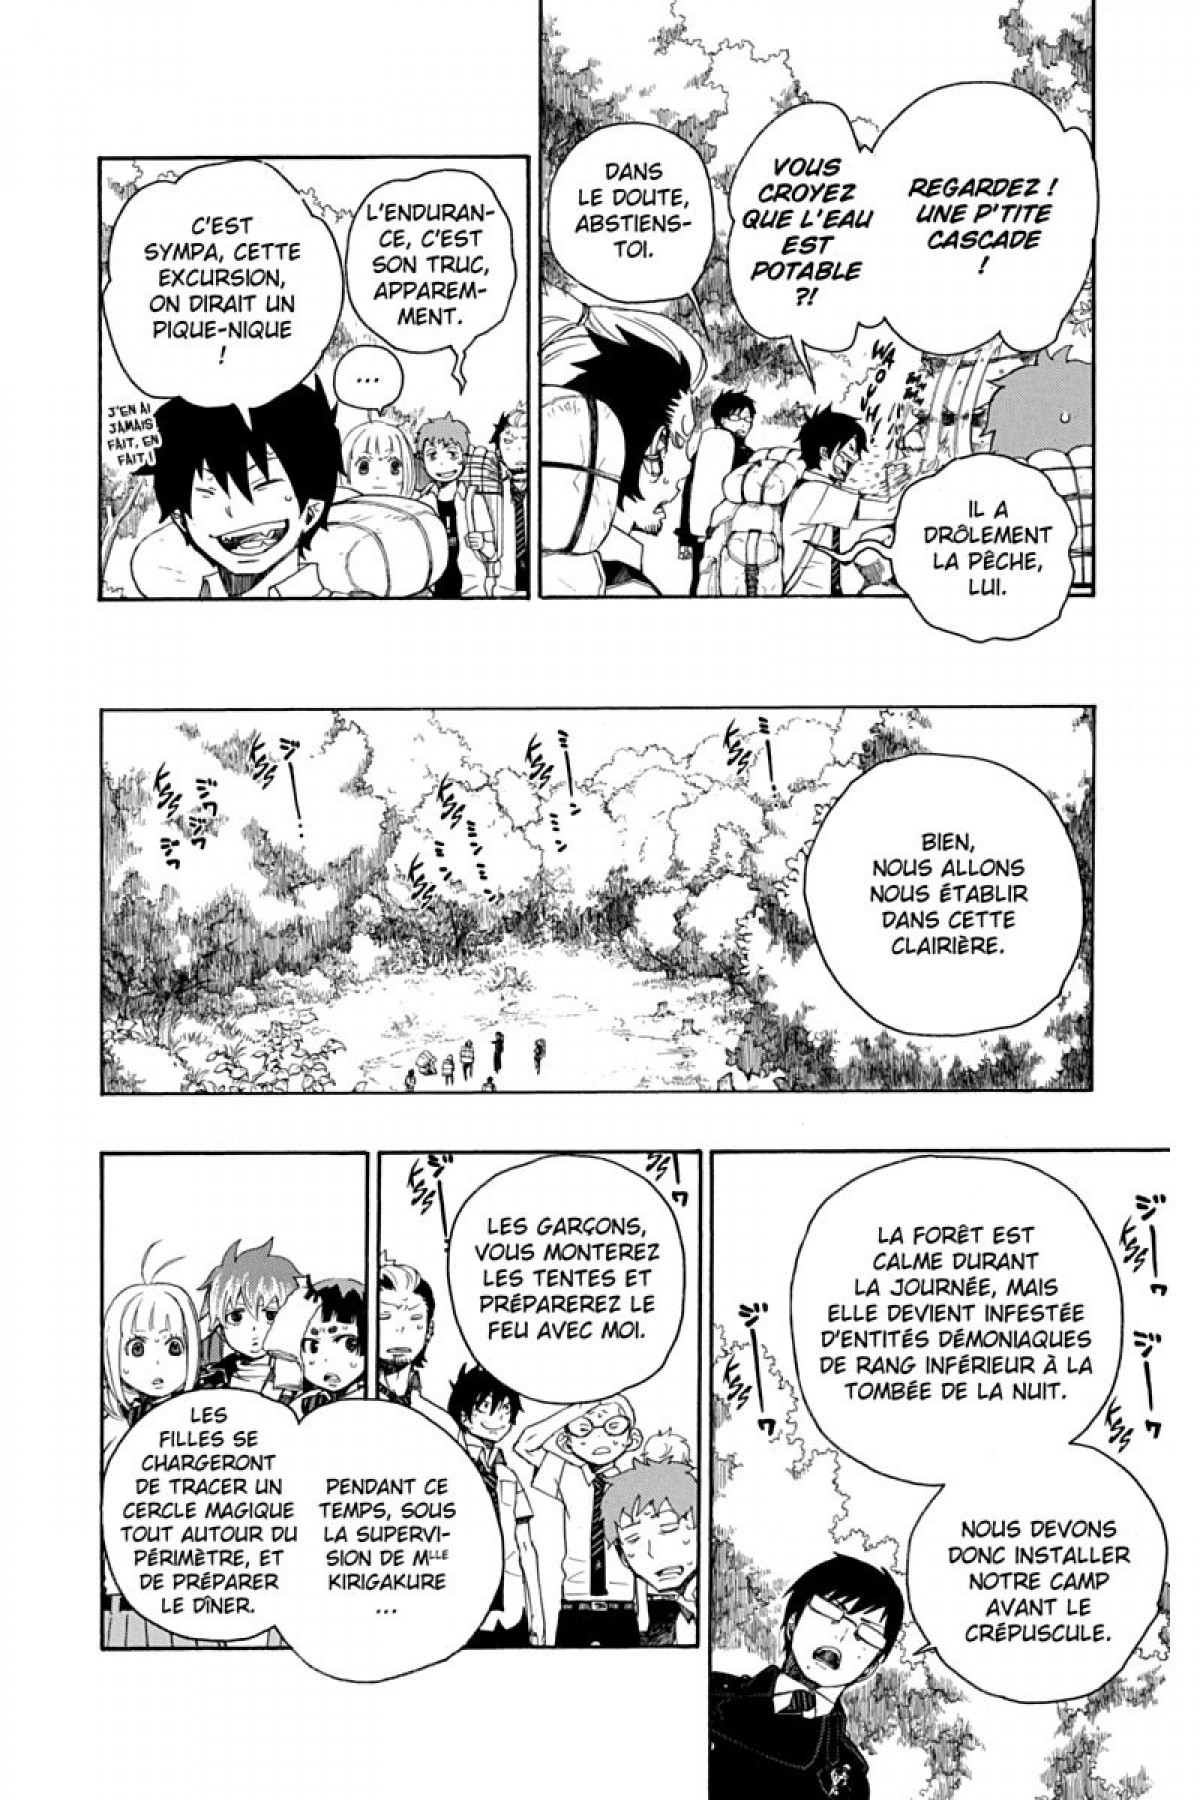 REGARDEZ !
UNE P'TITE
CASCADE
!
VOUS
CROYEZ
QUE L'EAU
EST
POTABLE
?!
DANS
LE DOUTE,
ABSTIENS-
TOI.
WAOUH!
IL A
DRÔLEMENT
LA PÊCHE,
LUI.
L'ENDURAN-
CE, C'EST
SON TRUC,
APPAREM-
MENT.
...
C'EST
SYMPA, CETTE
EXCURSION,
ON DIRAIT UN
PIQUE-NIQUE
!
J'EN AI
JAMAIS
FAIT, EN
FAIT !
BIEN,
NOUS ALLONS
NOUS ÉTABLIR
DANS CETTE
CLAIRIÈRE.
LA FORÊT EST
CALME DURANT
LA JOURNÉE, MAIS
ELLE DEVIENT INFESTÉE
D'ENTITÉS DÉMONIAQUES
DE RANG INFÉRIEUR À LA
TOMBÉE DE LA NUIT.
NOUS DEVONS
DONC INSTALLER
NOTRE CAMP
AVANT LE
CRÉPUSCULE.
LES GARÇONS,
VOUS MONTEREZ
LES TENTES ET
PRÉPAREREZ LE
FEU AVEC MOI.
PENDANT CE
TEMPS, SOUS
LA SUPERVI-
SION DE MLLE
KIRIGAKURE
...
LES
FILLES SE
CHARGERONT
DE TRACER UN
CERCLE MAGIQUE
TOUT AUTOUR DU
PÉRIMÈTRE, ET
DE PRÉPARER
LE DÎNER.